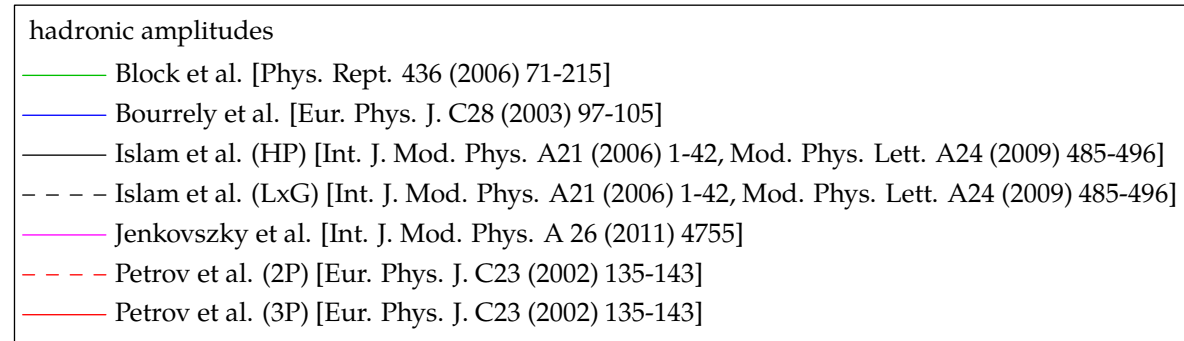 hadronic amplitudes
Block et al. [Phys. Rept. 436 (2006) 71-215]
Bourrely et al. [Eur. Phys. J. C28 (2003) 97-105]
Islam et al. (HP) [Int. J. Mod. Phys. A21 (2006) 1-42, Mod. Phys. Lett. A24 (2009) 485-496]
Islam et al. (LxG) [Int. J. Mod. Phys. A21 (2006) 1-42, Mod. Phys. Lett. A24 (2009) 485-496]
Jenkovszky et al. [Int. J. Mod. Phys. A 26 (2011) 4755]
Petrov et al. (2P) [Eur. Phys. J. C23 (2002) 135-143]
Petrov et al. (3P) [Eur. Phys. J. C23 (2002) 135-143]